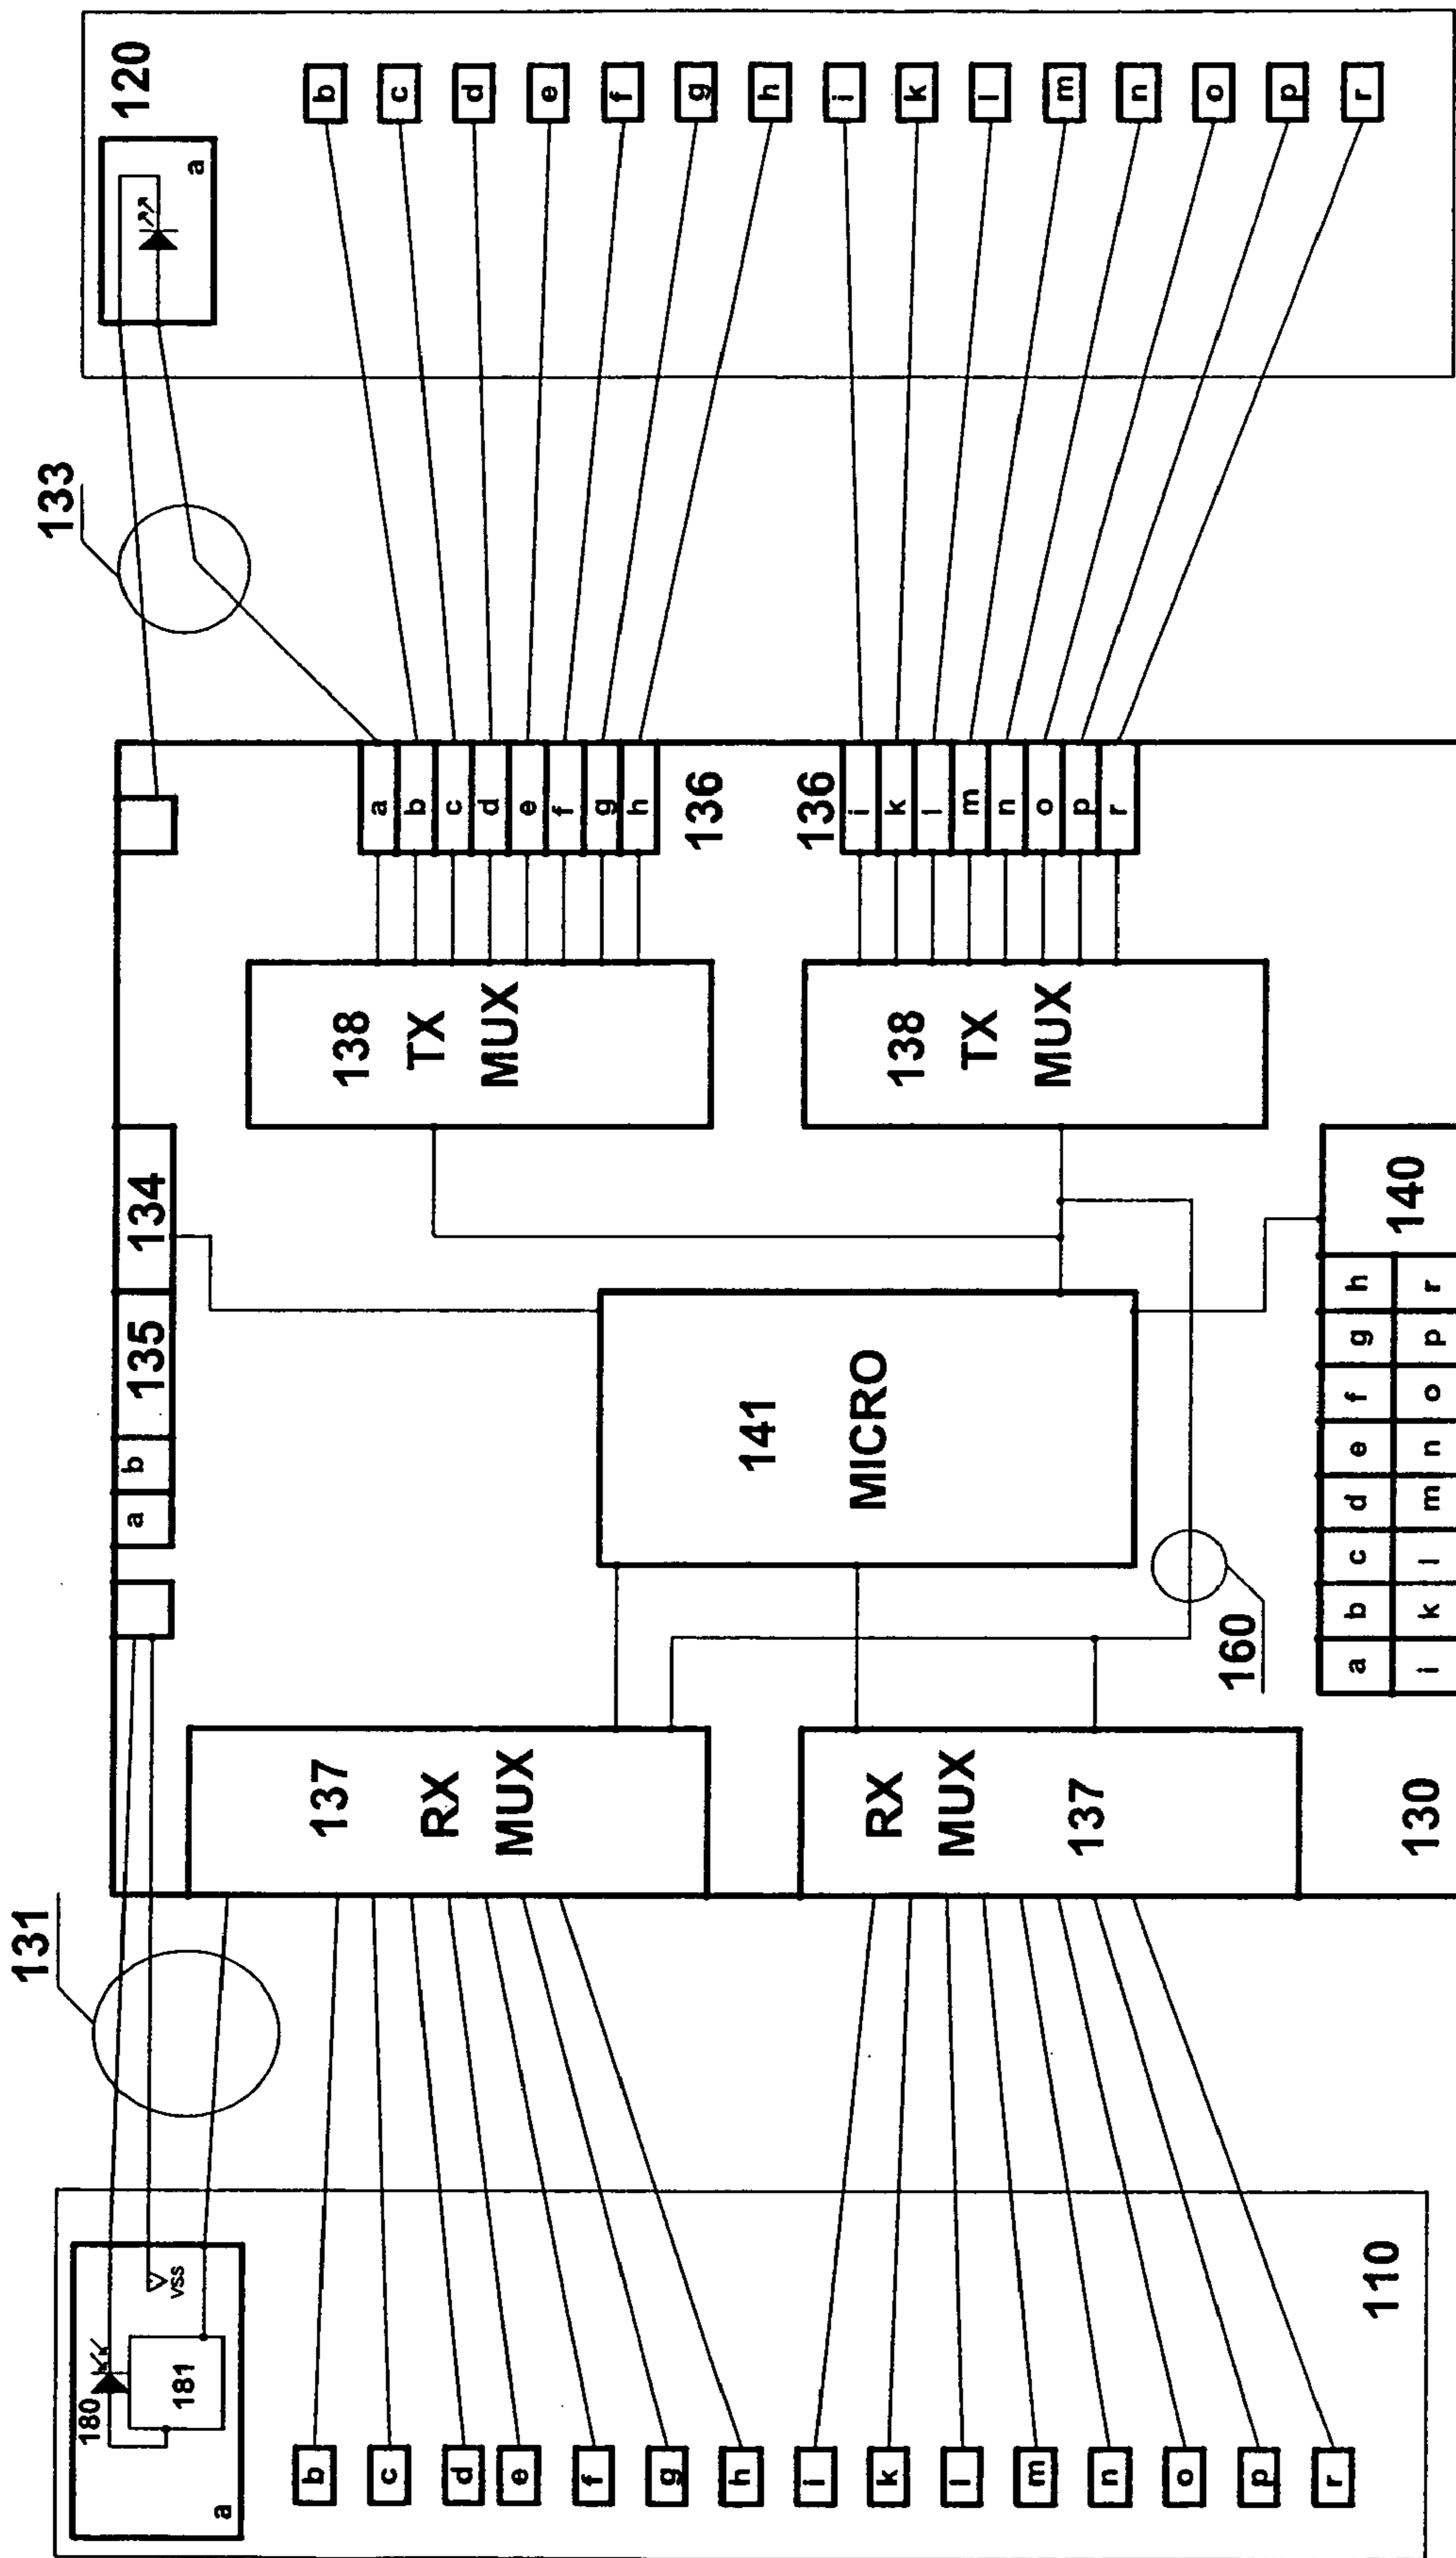 120
a
b
c
d
e
f
g
h
i
k
l
m
n
o
p
r
133
a
b
c
d
e
f
g
h
136
136
i
k
l
m
n
o
p
r
138
TX
MUX
138
TX
MUX
134
135
b
a
141
MICRO
160
140
a b c d e f g h
i k l m n o p r
137
RX
MUX
RX
MUX
137
130
131
180
181
VSS
a
b
c
d
e
f
g
h
i
k
l
m
n
o
p
r
110